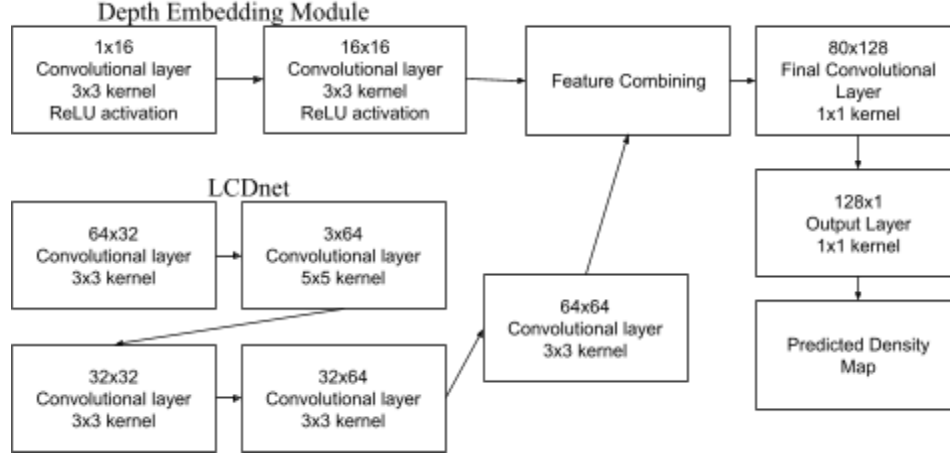 Depth Embedding Module
1x16
Convolutional layer
3x3 kernel
ReLU activation
16x16
Convolutional layer
3x3 kernel
ReLU activation
Feature Combining
80x128
Final Convolutional
Layer
1x1 kernel
LCDnet
64x32
Convolutional layer
3x3 kernel
3x64
Convolutional layer
5x5 kernel
128x1
Output Layer
1x1 kernel
64x64
Convolutional layer
3x3 kernel
32x32
Convolutional layer
3x3 kernel
32x64
Convolutional layer
3x3 kernel
Predicted Density
Map